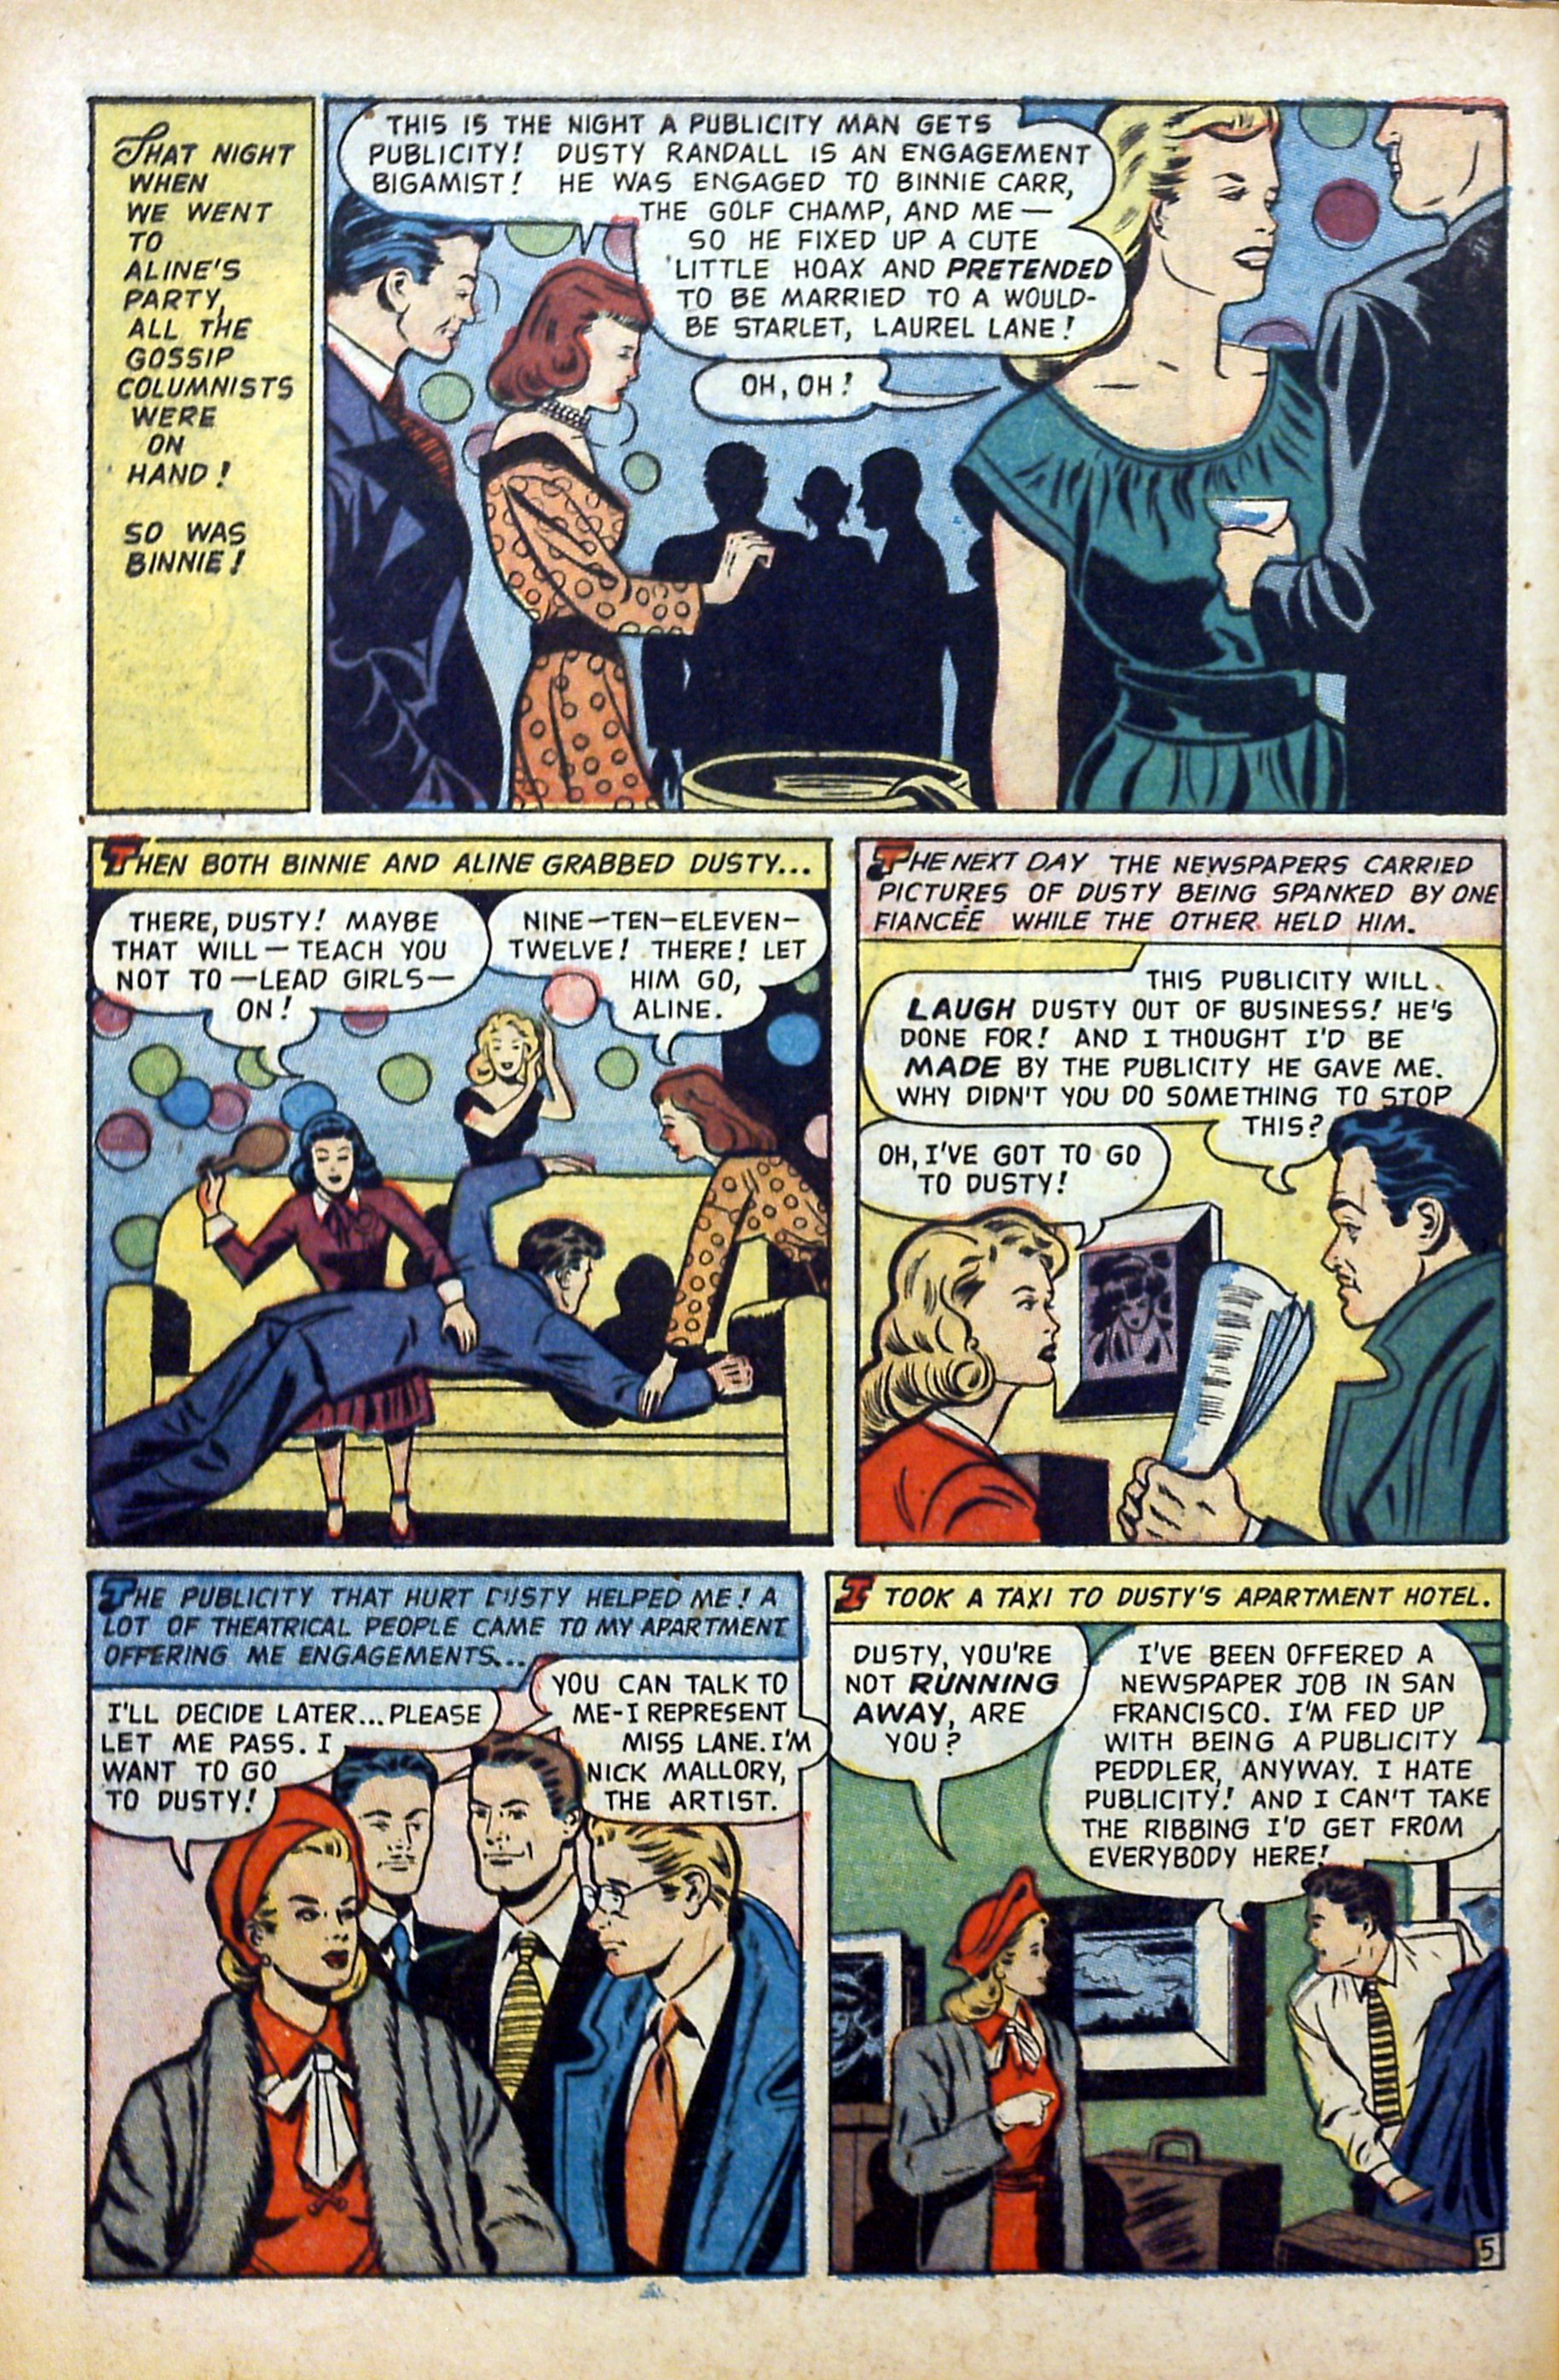 THAT NIGHT
WHEN
WE WENT
TO
ALINE'S
PARTY,
ALL THE
GOSSIP
COLUMNISTS
WERE
ON
HAND!
SO WAS
BINNIE!
THIS IS THE NIGHT A PUBLICITY MAN GETS
PUBLICITY! DUSTY RANDALL IS AN ENGAGEMENT
BIGAMIST! HE WAS ENGAGED TO BINNIE CARR,
THE GOLF CHAMP, AND ME—
SO HE FIXED UP A CUTE
LITTLE HOAX AND PRETENDED
TO BE MARRIED TO A WOULD-
BE STARLET, LAUREL LANE!
OH, OH!
THEN BOTH BINNIE AND ALINE GRABBED DUSTY...
THERE, DUSTY! MAYBE
THAT WILL—TEACH YOU
NOT TO—LEAD GIRLS—
ON!
NINE—TEN—ELEVEN—
TWELVE! THERE! LET
HIM GO,
ALINE.
THE NEXT DAY THE NEWSPAPERS CARRIED
PICTURES OF DUSTY BEING SPANKED BY ONE
FIANCÉE WHILE THE OTHER HELD HIM.
THIS PUBLICITY WILL
LAUGH DUSTY OUT OF BUSINESS! HE'S
DONE FOR! AND I THOUGHT I'D BE
MADE BY THE PUBLICITY HE GAVE ME.
WHY DIDN'T YOU DO SOMETHING TO STOP
THIS?
OH, I'VE GOT TO GO
TO DUSTY!
THE PUBLICITY THAT HURT DUSTY HELPED ME! A
LOT OF THEATRICAL PEOPLE CAME TO MY APARTMENT
OFFERING ME ENGAGEMENTS...
I'LL DECIDE LATER...PLEASE
LET ME PASS. I
WANT TO GO
TO DUSTY!
YOU CAN TALK TO
ME-I REPRESENT
MISS LANE. I'M
NICK MALLORY,
THE ARTIST.
I TOOK A TAXI TO DUSTY'S APARTMENT HOTEL.
DUSTY, YOU'RE
NOT RUNNING
AWAY, ARE
YOU?
I'VE BEEN OFFERED A
NEWSPAPER JOB IN SAN
FRANCISCO. I'M FED UP
WITH BEING A PUBLICITY
PEDDLER, ANYWAY. I HATE
PUBLICITY! AND I CAN'T TAKE
THE RIBBING I'D GET FROM
EVERYBODY HERE!
5